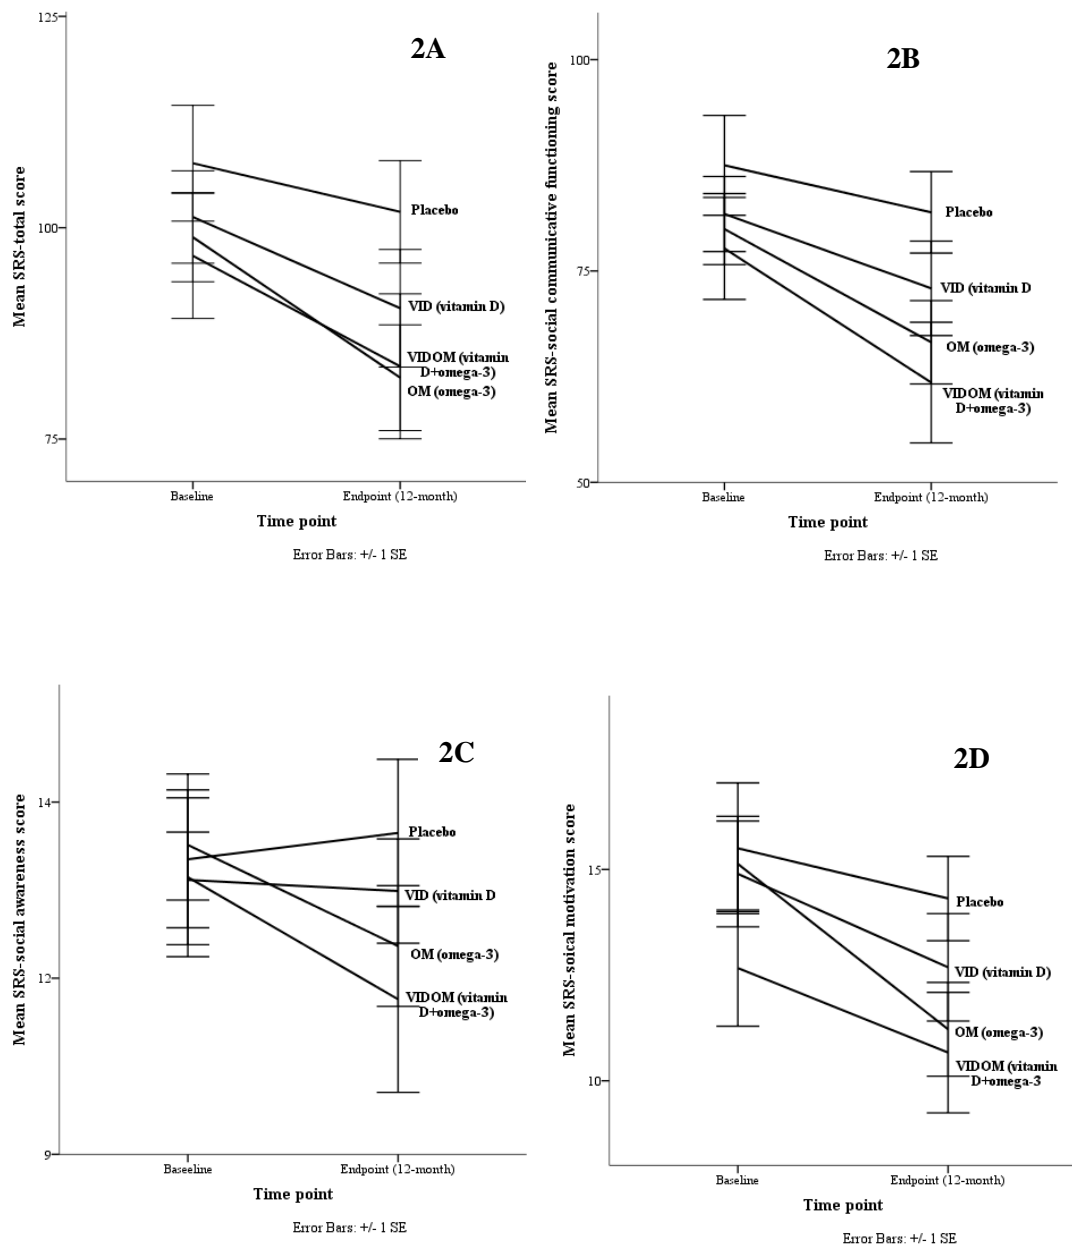 2A
Mean SRS-total score
125
100
75
Placebo
VID (vitamin D)
VIDOM (vitamin
D+omega-3)
OM (omega-3)
Baseline
Endpoint (12-month)
Time point
Error Bars: +/- 1 SE
2B
Mean SRS-social communicative functioning score
100
75
50
Placebo
VID (vitamin D
OM (omega-3)
VIDOM (vitamin
D+omega-3)
Baseline
Endpoint (12-month)
Time point
Error Bars: +/- 1 SE
2C
Mean SRS-social awareness score
14
12
9
Placebo
VID (vitamin D
OM (omega-3)
VIDOM (vitamin
D+omega-3)
Baseeline
Endpoint (12-month)
Time point
Error Bars: +/- 1 SE
2D
Mean SRS-soical motivation score
15
10
Placebo
VID (vitamin D)
OM (omega-3)
VIDOM (vitamin
D+omega-3
Baseline
Endpoint (12-month)
Time point
Error Bars: +/- 1 SE